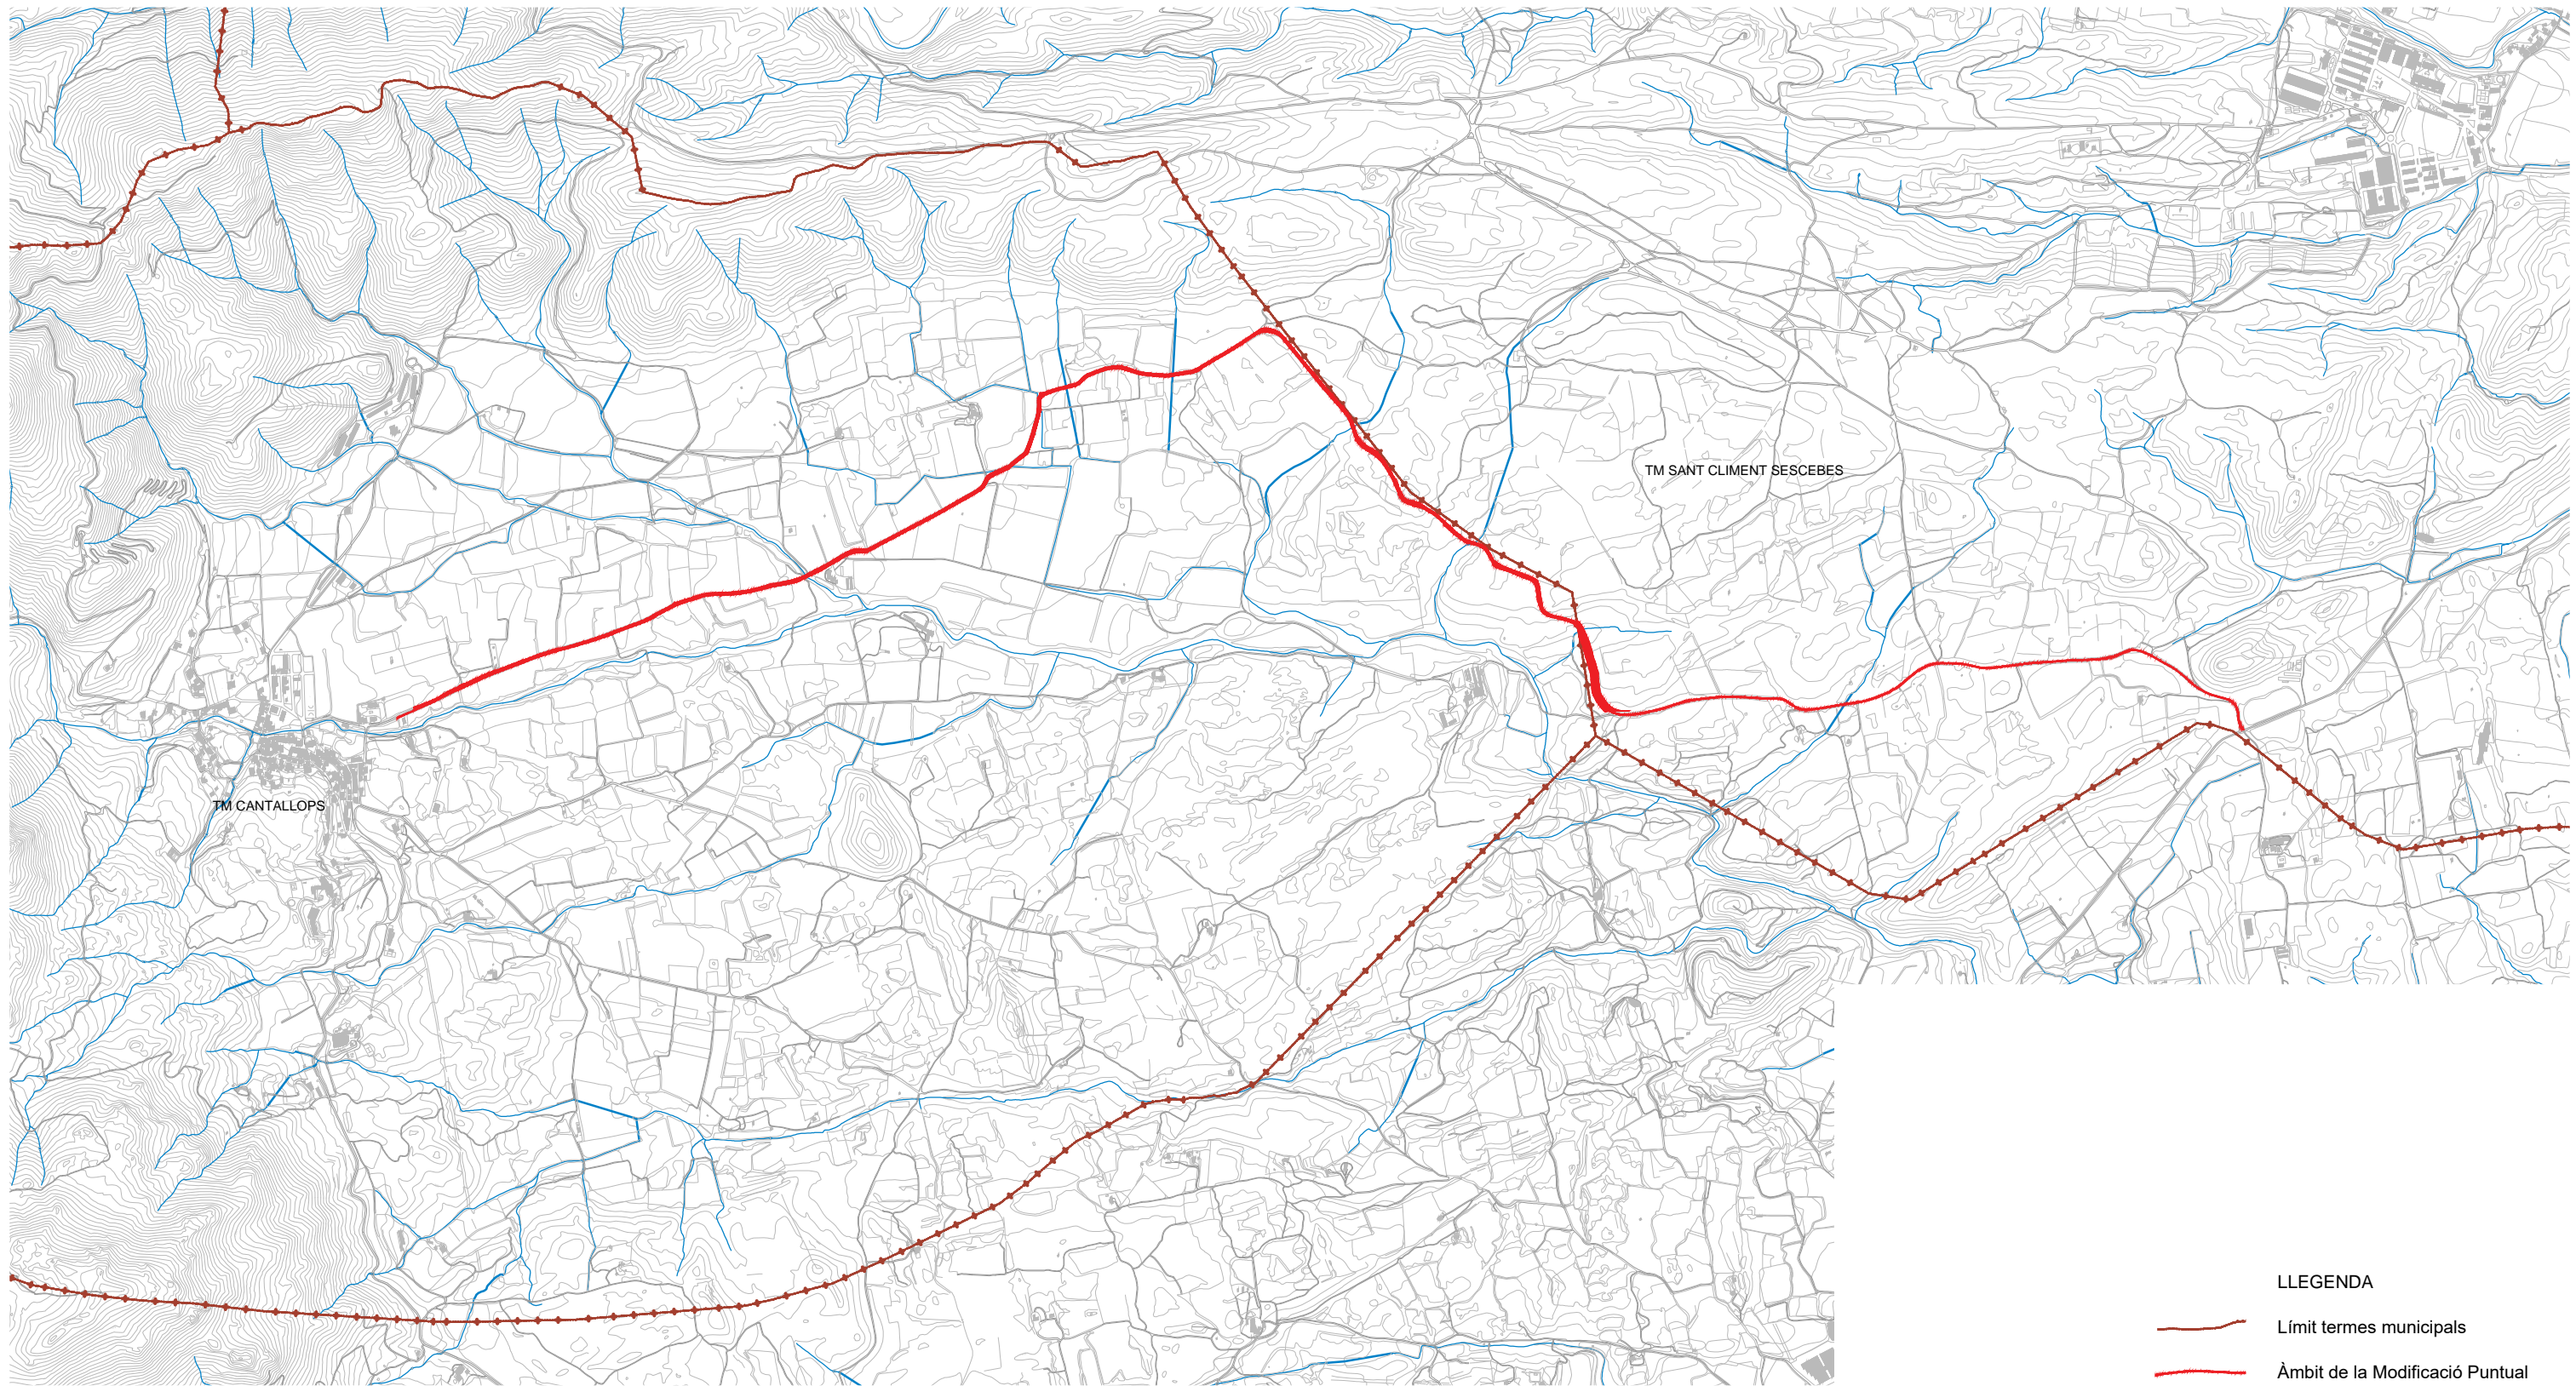 TM SANT CLIMENT SESCEBES
TM CANTALLOPS
LLEGENDA
Límit termes municipals
Àmbit de la Modificació Puntual